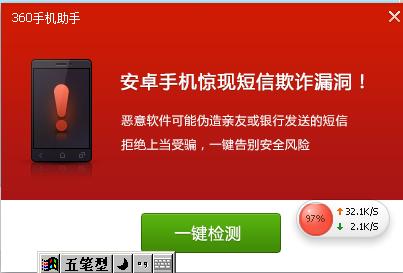 360手机助手
安卓手机惊现短信欺诈漏洞！
恶意软件可能伪造亲友或银行发送的短信
拒绝上当受骗，一键告别安全风险
一键检测
97%
32.1K/S
2.1K/S
五笔型